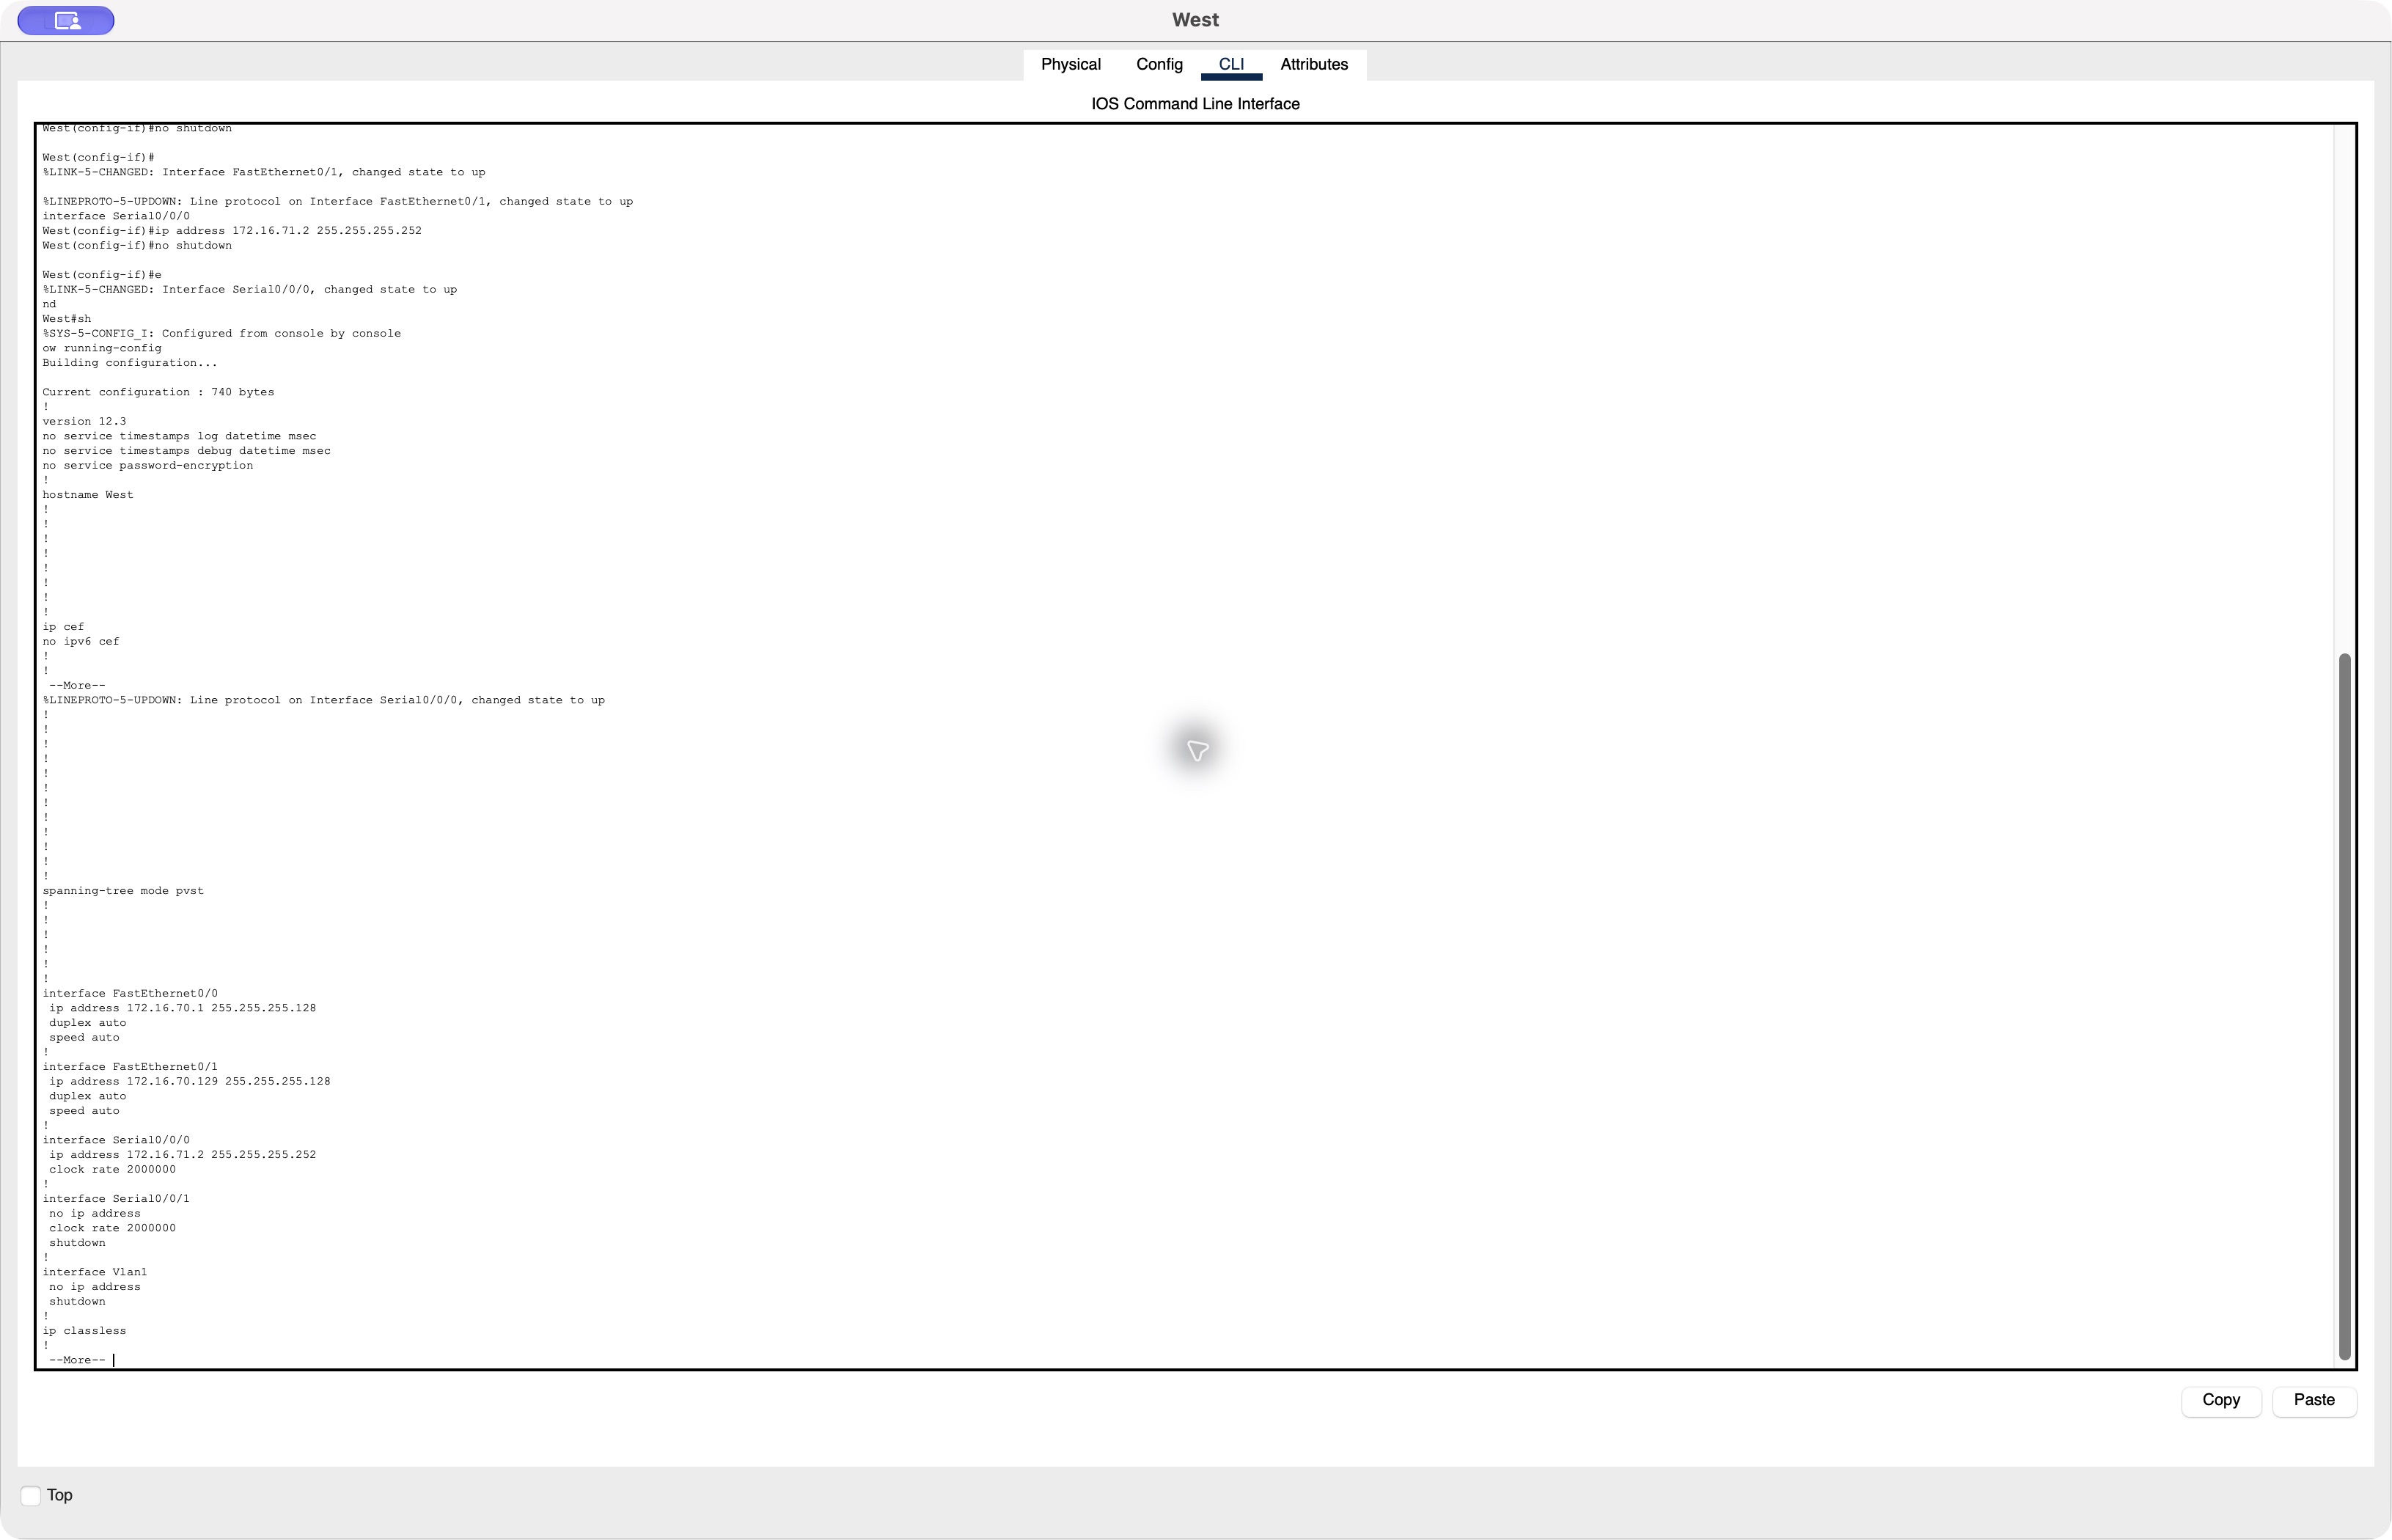 West
Physical Config CLI Attributes
IOS Command Line Interface
West(config-if)#no shutdown
West(config-if)#
%LINK-5-CHANGED: Interface FastEthernet0/1, changed state to up
%LINEPROTO-5-UPDOWN: Line protocol on Interface FastEthernet0/1, changed state to up
interface Serial0/0/0
West(config-if)#ip address 172.16.71.2 255.255.255.252
West(config-if)#no shutdown
West(config-if)#e
%LINK-5-CHANGED: Interface Serial0/0/0, changed state to up
nd
West#sh
%SYS-5-CONFIG_I: Configured from console by console
ow running-config
Building configuration...
Current configuration : 740 bytes
!
version 12.3
no service timestamps log datetime msec
no service timestamps debug datetime msec
no service password-encryption
!
hostname West
!
!
!
!
!
!
!
!
ip cef
no ipv6 cef
!
!
--More--
%LINEPROTO-5-UPDOWN: Line protocol on Interface Serial0/0/0, changed state to up
!
!
!
!
!
!
!
!
!
!
!
!
spanning-tree mode pvst
!
!
!
!
!
!
interface FastEthernet0/0
ip address 172.16.70.1 255.255.255.128
duplex auto
speed auto
!
interface FastEthernet0/1
ip address 172.16.70.129 255.255.255.128
duplex auto
speed auto
!
interface Serial0/0/0
ip address 172.16.71.2 255.255.255.252
clock rate 2000000
!
interface Serial0/0/1
no ip address
clock rate 2000000
shutdown
!
interface Vlan1
no ip address
shutdown
!
ip classless
!
--More--
Copy Paste
Top